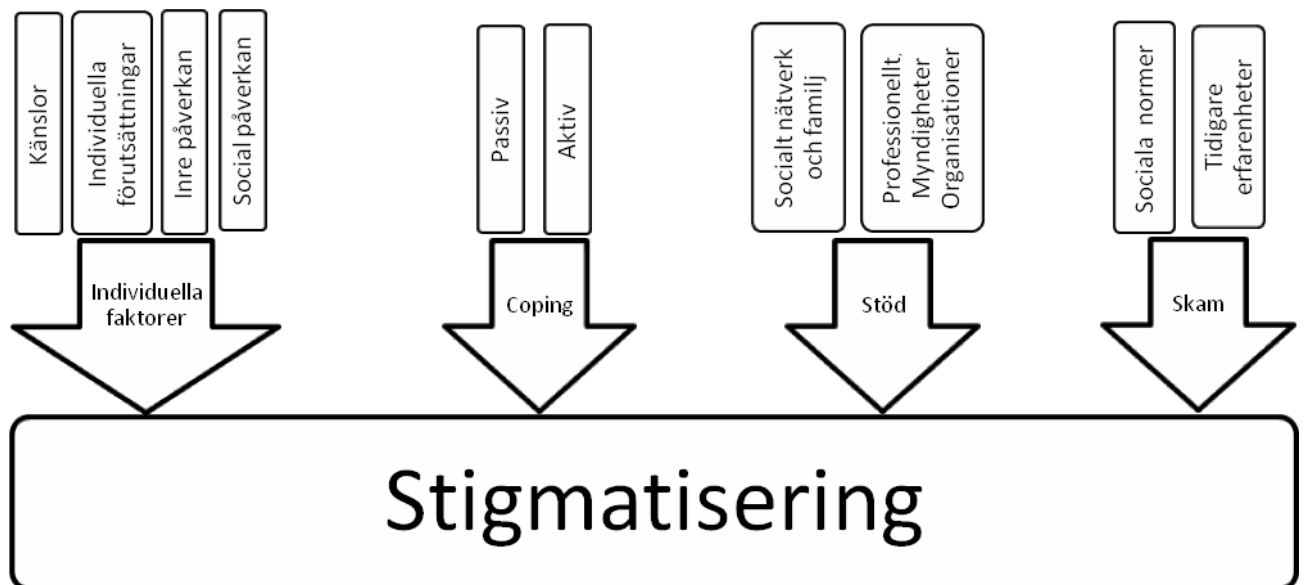 Känslor
Individuella
förutsättningar
Inre påverkan
Social påverkan
Passiv
Aktiv
Socialt nätverk
och familj
Professionellt,
Myndigheter
Organisationer
Sociala normer
Tidigare
erfarenheter
Individuella
faktorer
Coping
Stöd
Skam
Stigmatisering